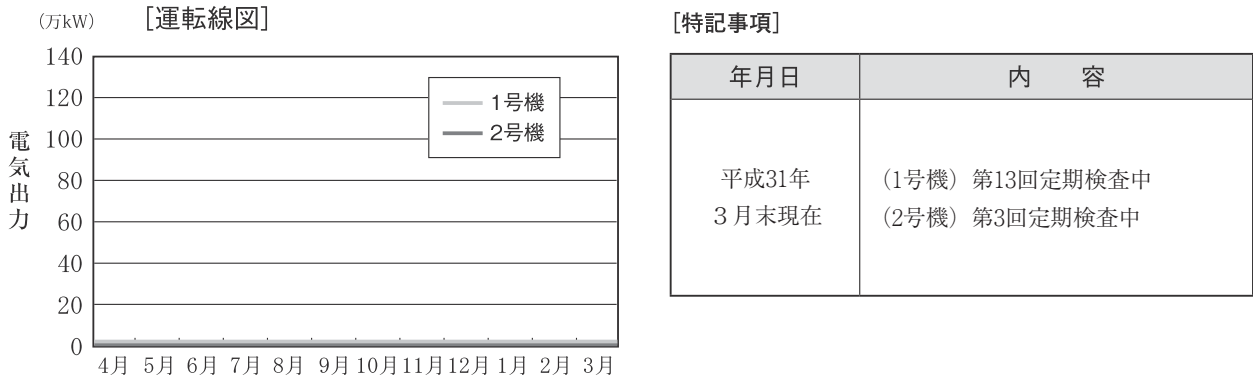 （万kW）
［運転線図］
140
120
100
80
60
40
20
0
電気出力
1号機
2号機
4月 5月 6月 7月 8月 9月 10月 11月 12月 1月 2月 3月
［特記事項］
年月日 内 容
平成31年
３月末現在
（1号機）第13回定期検査中
（2号機）第3回定期検査中